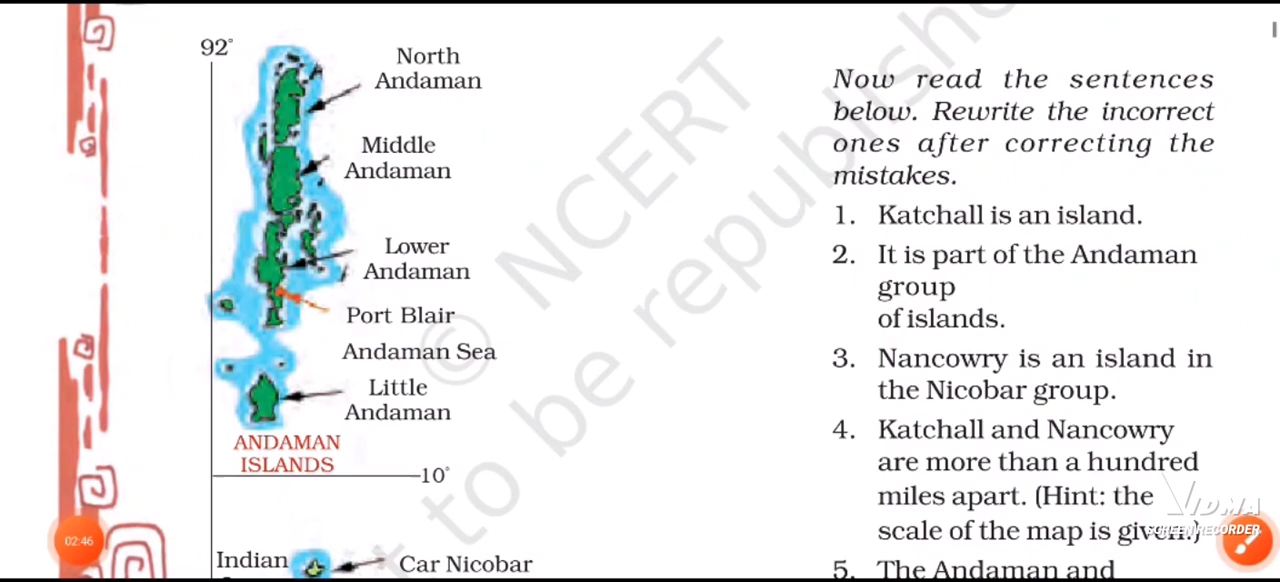 92°
North
Andaman
Middle
Andaman
Lower
Andaman
Port Blair
Andaman Sea
Little
Andaman
ANDAMAN
ISLANDS
10°
Indian
Car Nicobar
Now read the sentences
below. Rewrite the incorrect
ones after correcting the
mistakes.
1. Katchall is an island.
2. It is part of the Andaman
group
of islands.
3. Nancowry is an island in
the Nicobar group.
4. Katchall and Nancowry
are more than a hundred
miles apart. (Hint: the
scale of the map is given.)
5. The Andaman and
© NCERT
to be republish
VIDMA
SCREEN RECORDER
02:46